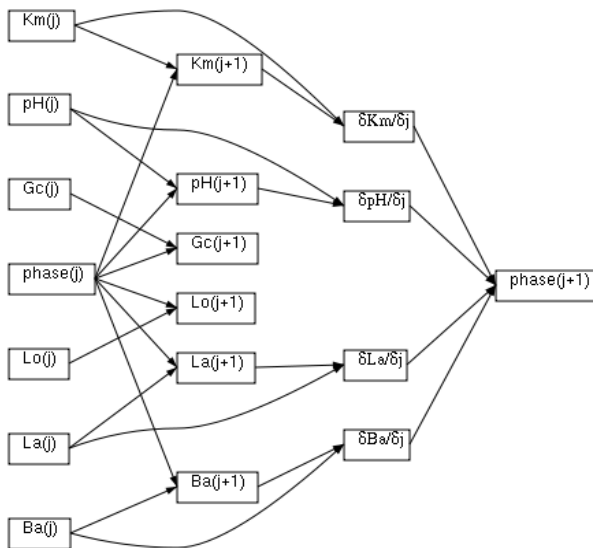 Km(j)
Km(j+1)
pH(j)
δKm/δj
Gc(j)
pH(j+1)
δpH/δj
Gc(j+1)
phase(j)
phase(j+1)
Lo(j+1)
Lo(j)
La(j+1)
δLa/δj
La(j)
δBa/δj
Ba(j+1)
Ba(j)